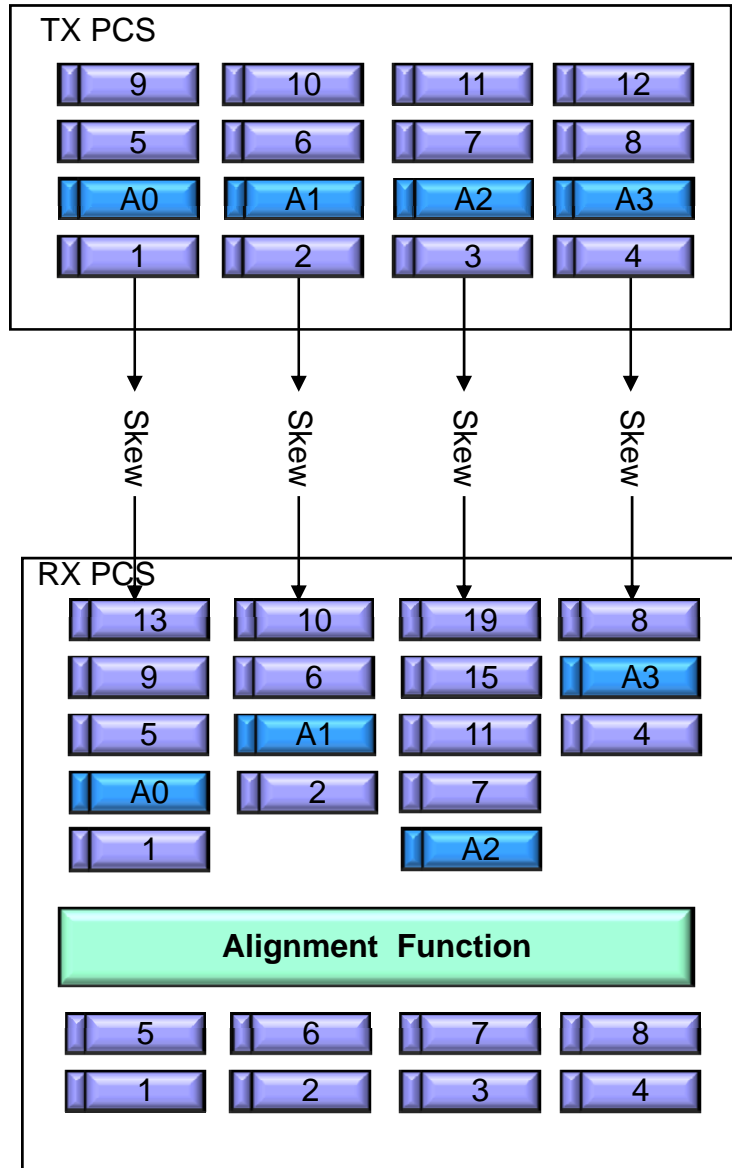 TX PCS
9 10 11 12
5 6 7 8
A0 A1 A2 A3
1 2 3 4
Skew Skew Skew Skew
RX PCS
13 10 19 8
9 6 15 A3
5 A1 11 4
A0 2 7
1 A2
Alignment Function
5 6 7 8
1 2 3 4